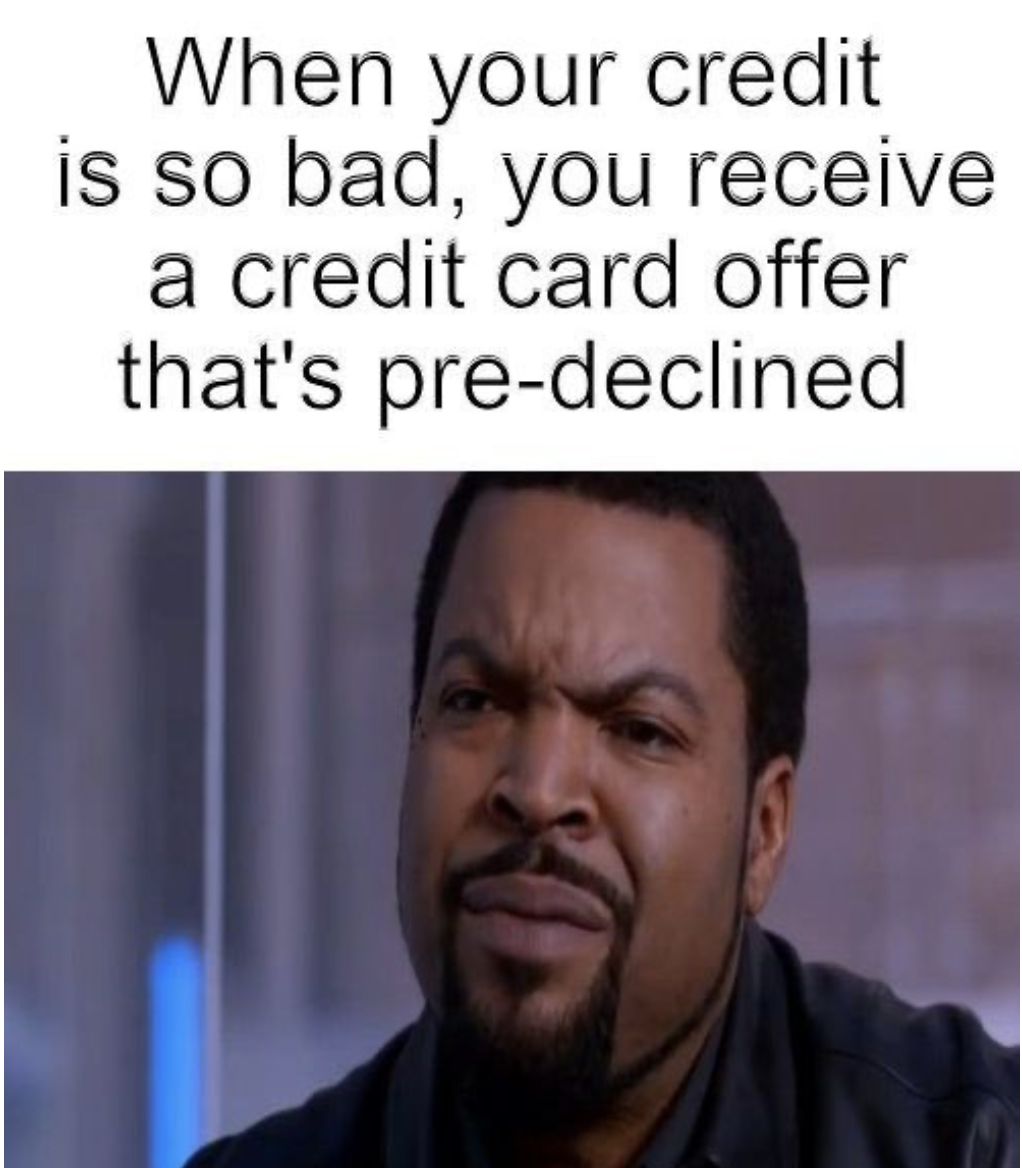 When your credit
is so bad, you receive
a credit card offer
that's pre-declined